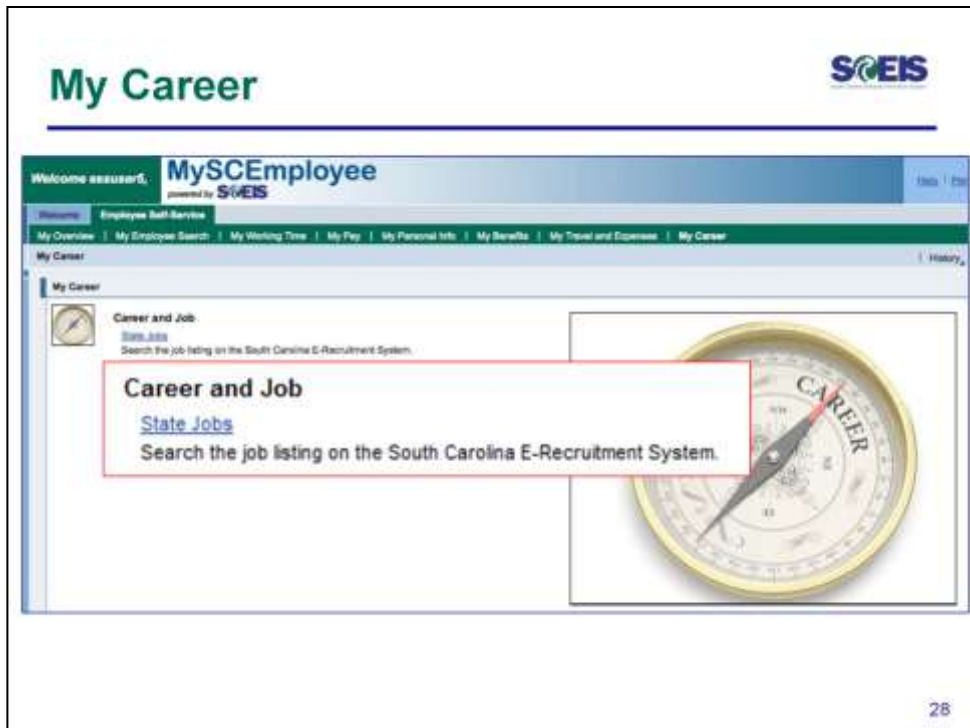 My Career
SCEIS
Welcome essuser5,
MySCEmployee
powered by SCEIS
Help
Welcome Employee Self-Service
My Overview | My Employee Search | My Working Time | My Pay | My Personal Info | My Benefits | My Travel and Expenses | My Career
My Career
| History
My Career
Career and Job
State Jobs
Search the job listing on the South Carolina E-Recruitment System.
Career and Job
State Jobs
Search the job listing on the South Carolina E-Recruitment System.
CAREER
28